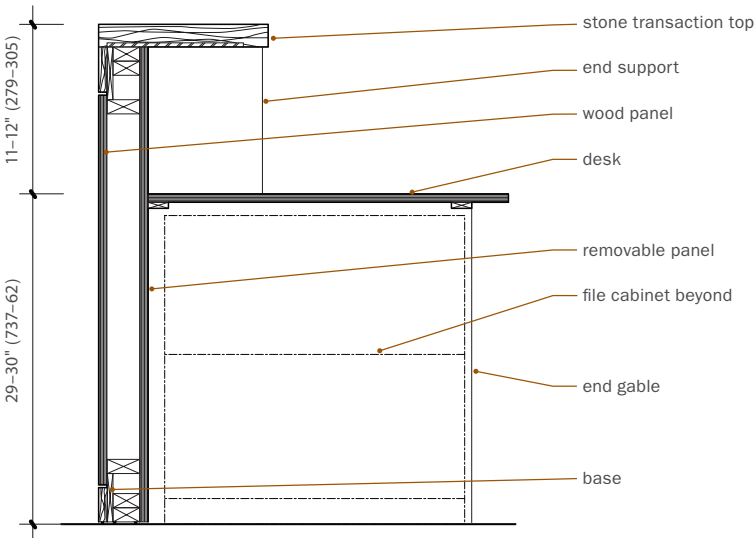 stone transaction top
end support
wood panel
desk
removable panel
file cabinet beyond
end gable
base
11–12" (279–305)
29–30" (737–62)